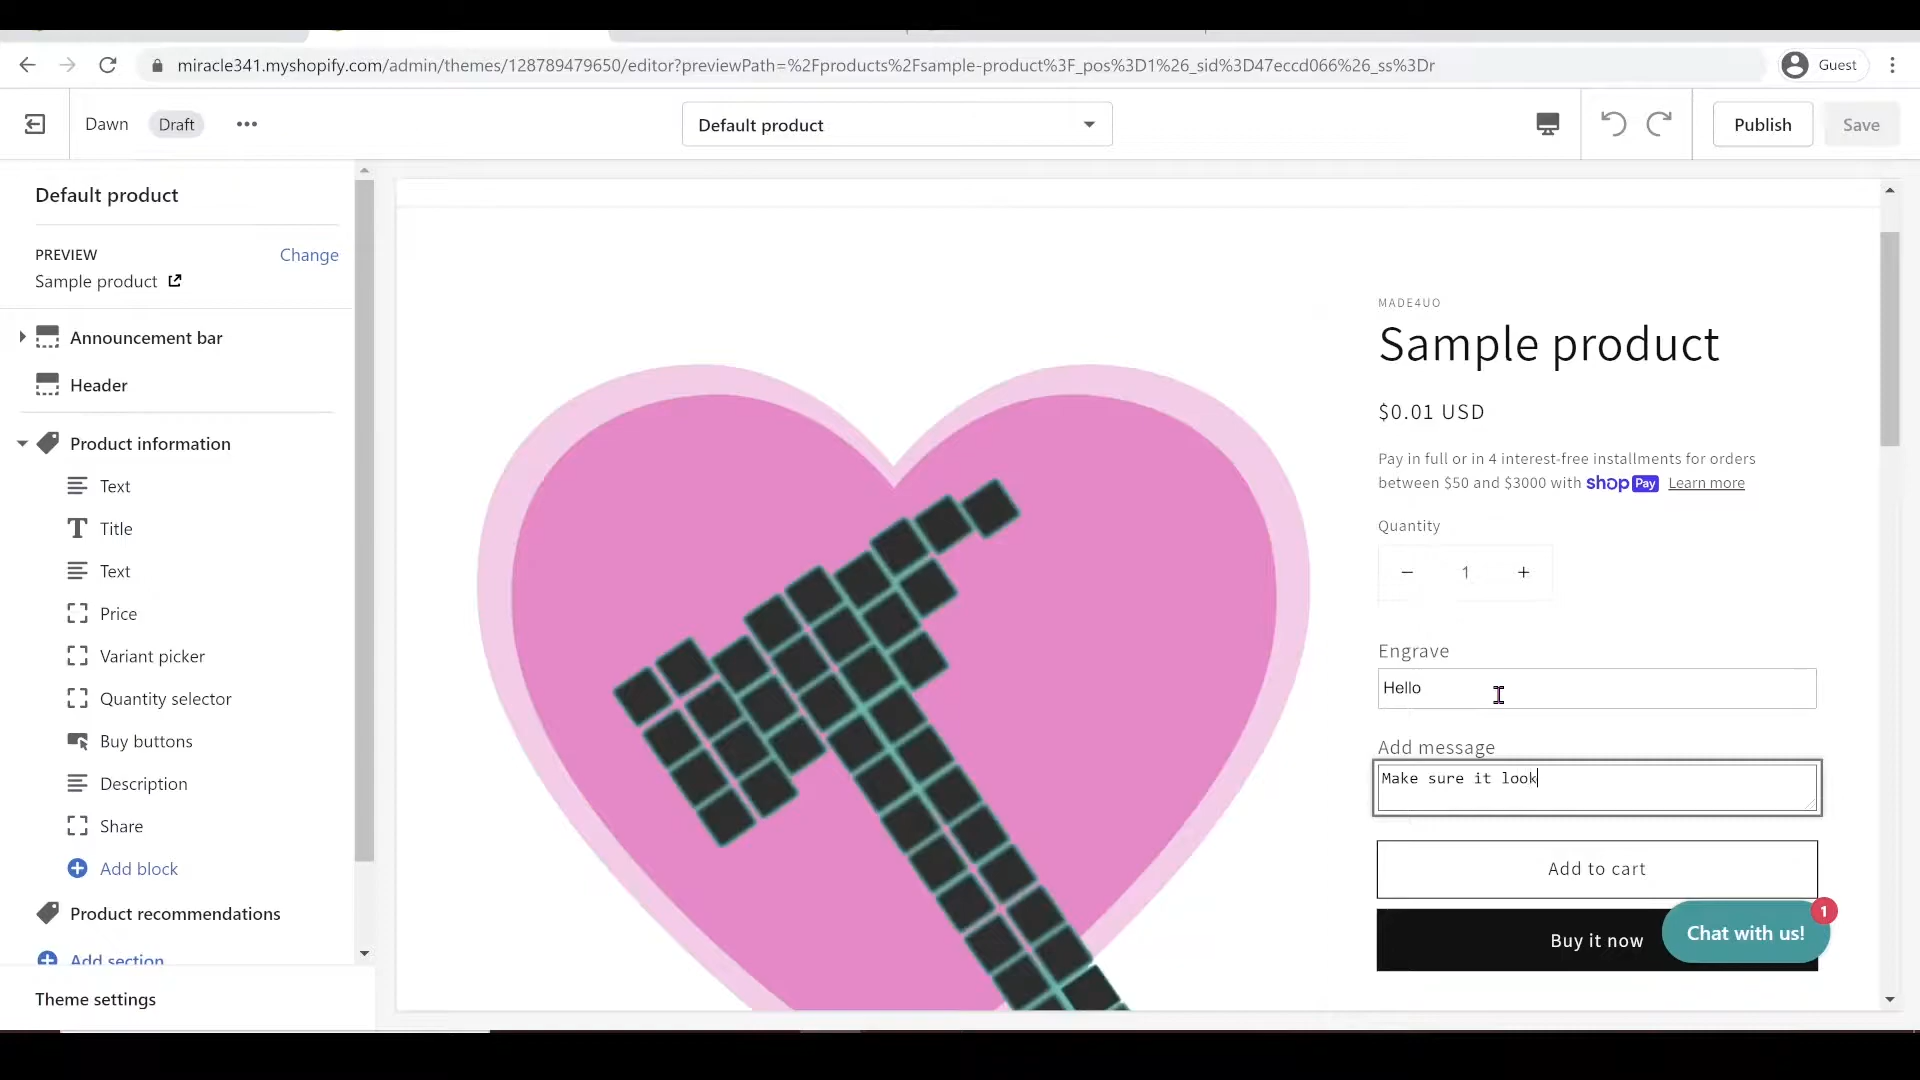 miracle341.myshopify.com/admin/themes/128789479650/editor?previewPath=%2Fproducts%2Fsample-product%3F_pos%3D1%26_sid%3D47eccd066%26_ss%3Dr
Guest
Dawn
Draft
Default product
Publish
Save
Default product
PREVIEW
Change
Sample product
Announcement bar
Header
Product information
Text
Title
Text
Price
Variant picker
Quantity selector
Buy buttons
Description
Share
Add block
Product recommendations
Add section
Theme settings
MADE4UO
Sample product
$0.01 USD
Pay in full or in 4 interest-free installments for orders
between $50 and $3000 with shop Pay Learn more
Quantity
1
Engrave
Hello
Add message
Make sure it look
Add to cart
Buy it now
Chat with us!
1